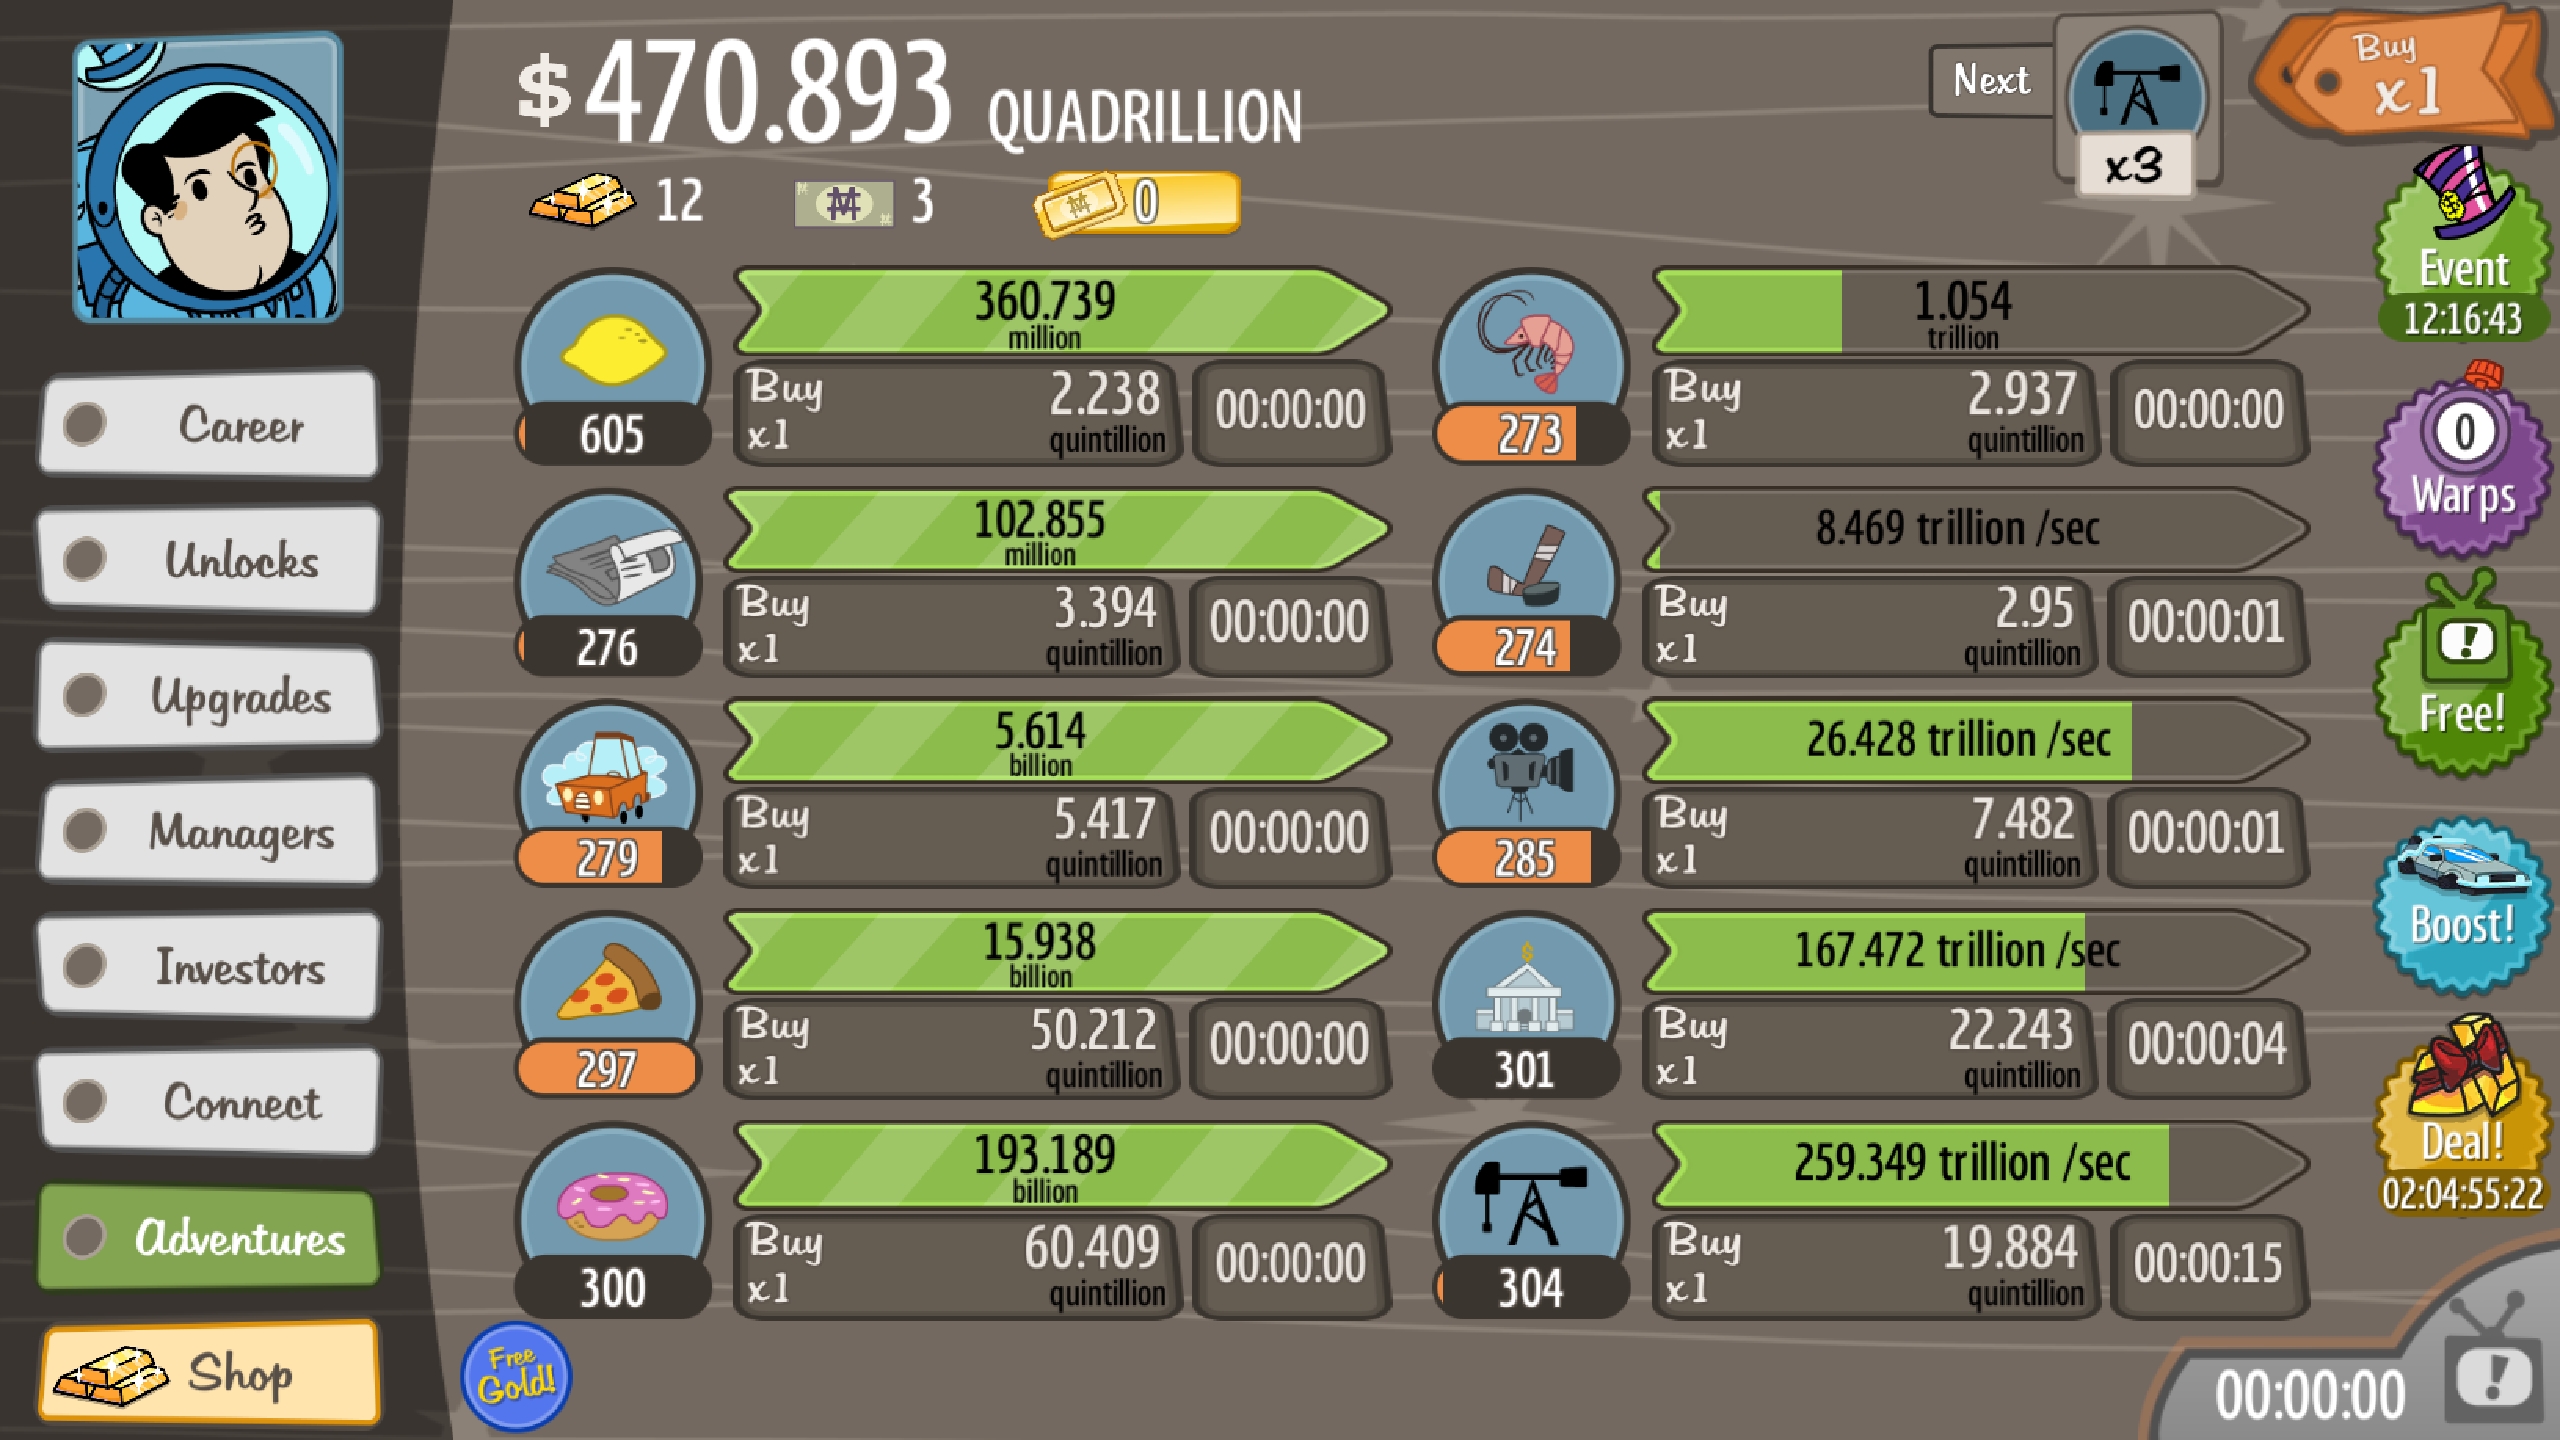 $470.893 QUADRILLION
12
3
0
Next
x3
Buy
x1
Career
Unlocks
Upgrades
Managers
Investors
Connect
Adventures
Shop
360.739
million
605
Buy
x1
2.238
quintillion
00:00:00
102.855
million
276
Buy
x1
3.394
quintillion
00:00:00
5.614
billion
279
Buy
x1
5.417
quintillion
00:00:00
15.938
billion
297
Buy
x1
50.212
quintillion
00:00:00
193.189
billion
300
Buy
x1
60.409
quintillion
00:00:00
1.054
trillion
273
Buy
x1
2.937
quintillion
00:00:00
8.469 trillion /sec
274
Buy
x1
2.95
quintillion
00:00:01
26.428 trillion /sec
285
Buy
x1
7.482
quintillion
00:00:01
167.472 trillion /sec
301
Buy
x1
22.243
quintillion
00:00:04
259.349 trillion /sec
304
Buy
x1
19.884
quintillion
00:00:15
Event
12:16:43
0
Warps
!
Free!
Boost!
Deal!
02:04:55:22
Free
Gold!
00:00:00
!